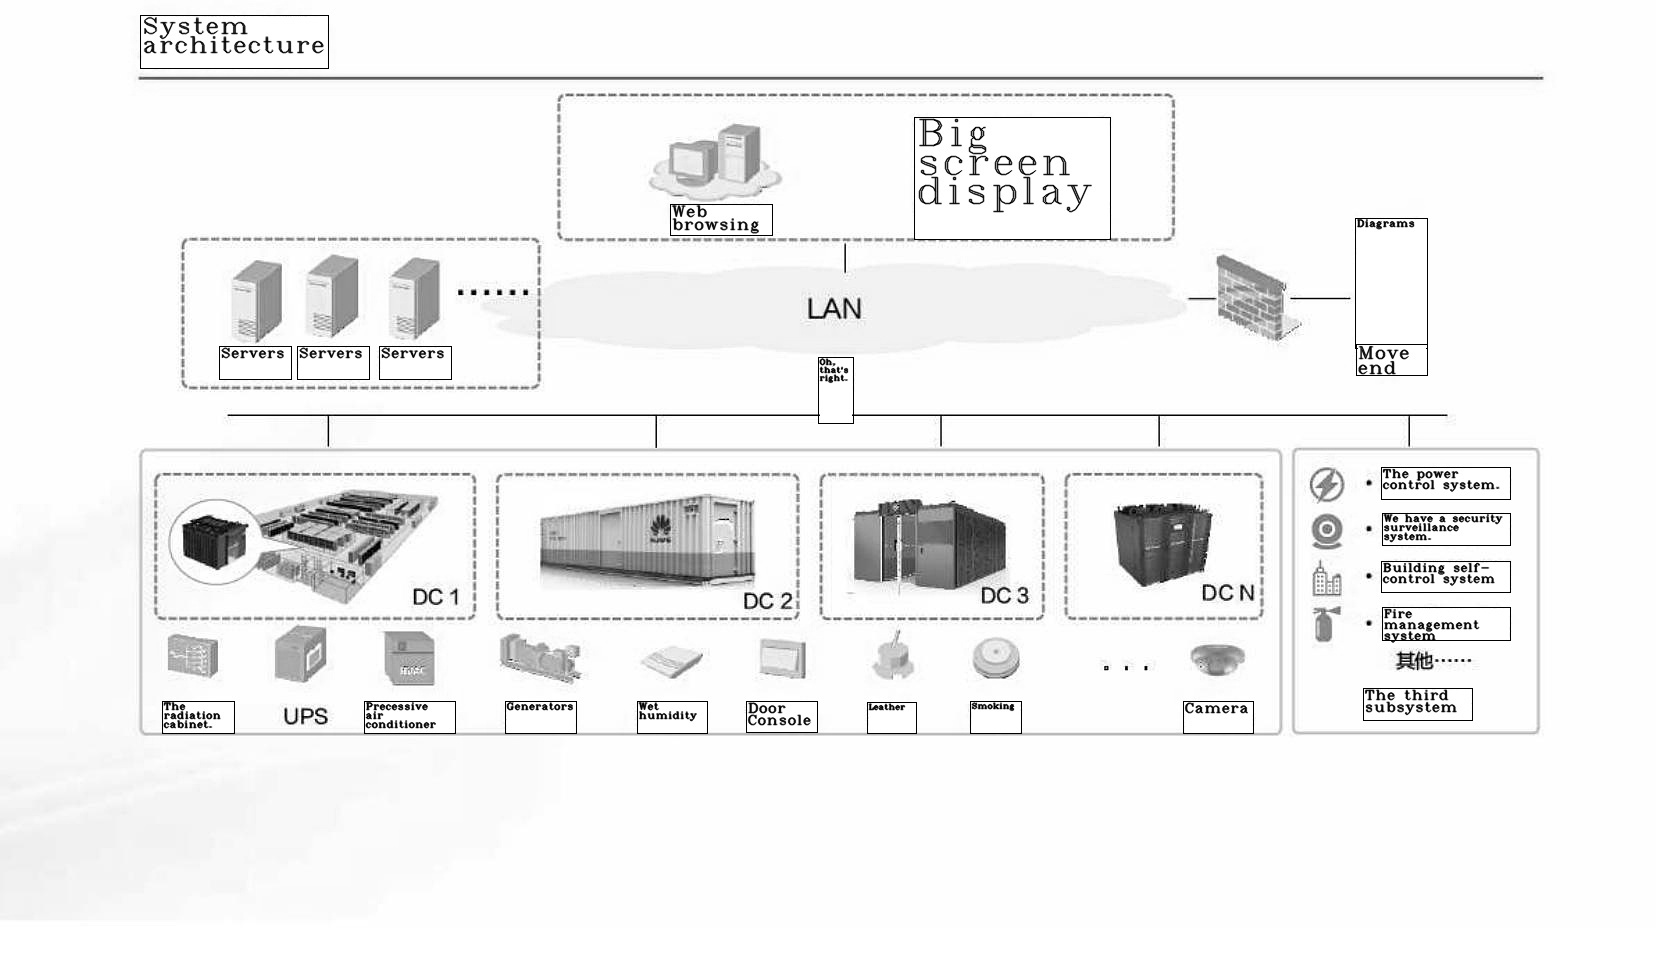 System
architecture
Big
screen
display
Web
browsing
Diagrams
LAN
Servers
Servers
Servers
Move
end
Oh,
that's
right.
DC 1
DC 2
DC 3
DC N
The power
control system.
We have a security
surveillance
system.
Building self-
control system
Fire
management
system
其他……
The third
subsystem
The
radiation
cabinet.
UPS
Precessive
air
conditioner
Generators
Wet
humidity
Door
Console
Leather
Smoking
Camera